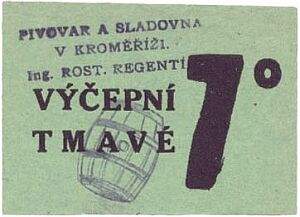 PIVOVAR A SLADOVNA
V KROMĚŘÍŽI.
Ing. ROST. REGENTÍ
7°
VÝČEPNÍ
TMAVÉ